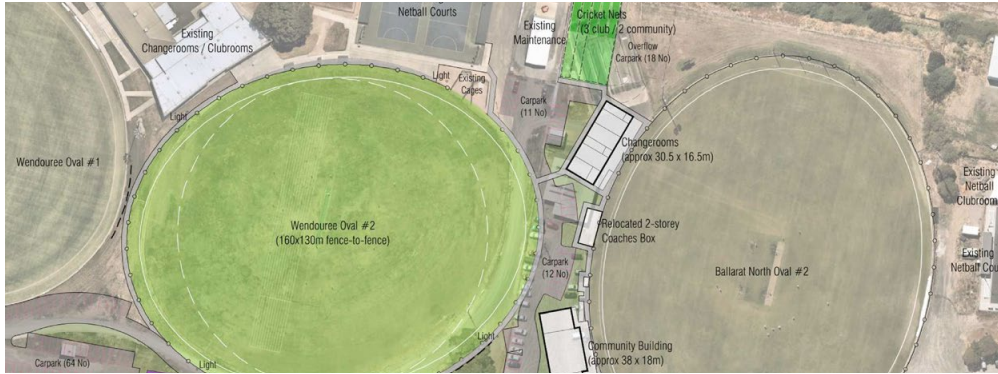 Netball Courts
Existing
Changerooms / Clubrooms
Existing
Maintenance
Cricket Nets
(3 club / 2 community)
Overflow
Carpark (18 No)
Light
Existing
Cages
Carpark
(11 No)
Light
Changerooms
(approx 30.5 x 16.5m)
Wendouree Oval #1
Existing
Netball
Clubroom
Wendouree Oval #2
(160x130m fence-to-fence)
Relocated 2-storey
Coaches Box
Carpark
(12 No)
Ballarat North Oval #2
Existing
Netball Cou
Light
Community Building
(approx 38 x 18m)
Carpark (64 No)
Light